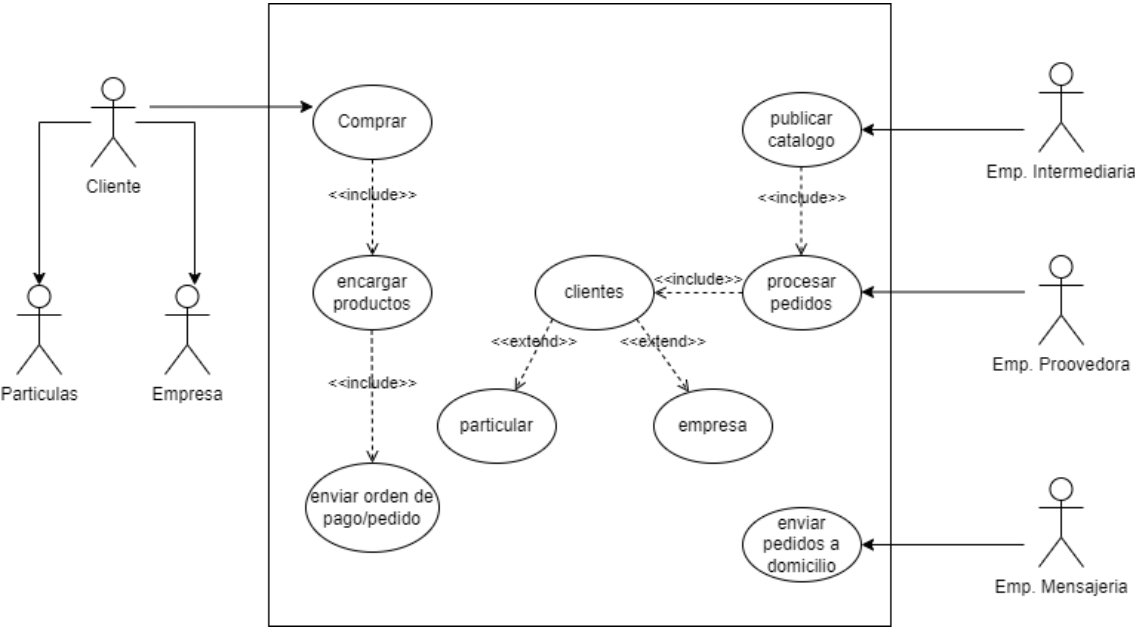 Comprar
publicar
catalogo
Cliente
Emp. Intermediaria
<<include>>
<<include>>
encargar
productos
clientes
<<include>>
procesar
pedidos
<<extend>>
<<extend>>
Emp. Proovedora
Particulas
Empresa
<<include>>
particular
empresa
enviar orden de
pago/pedido
enviar
pedidos a
domicilio
Emp. Mensajeria